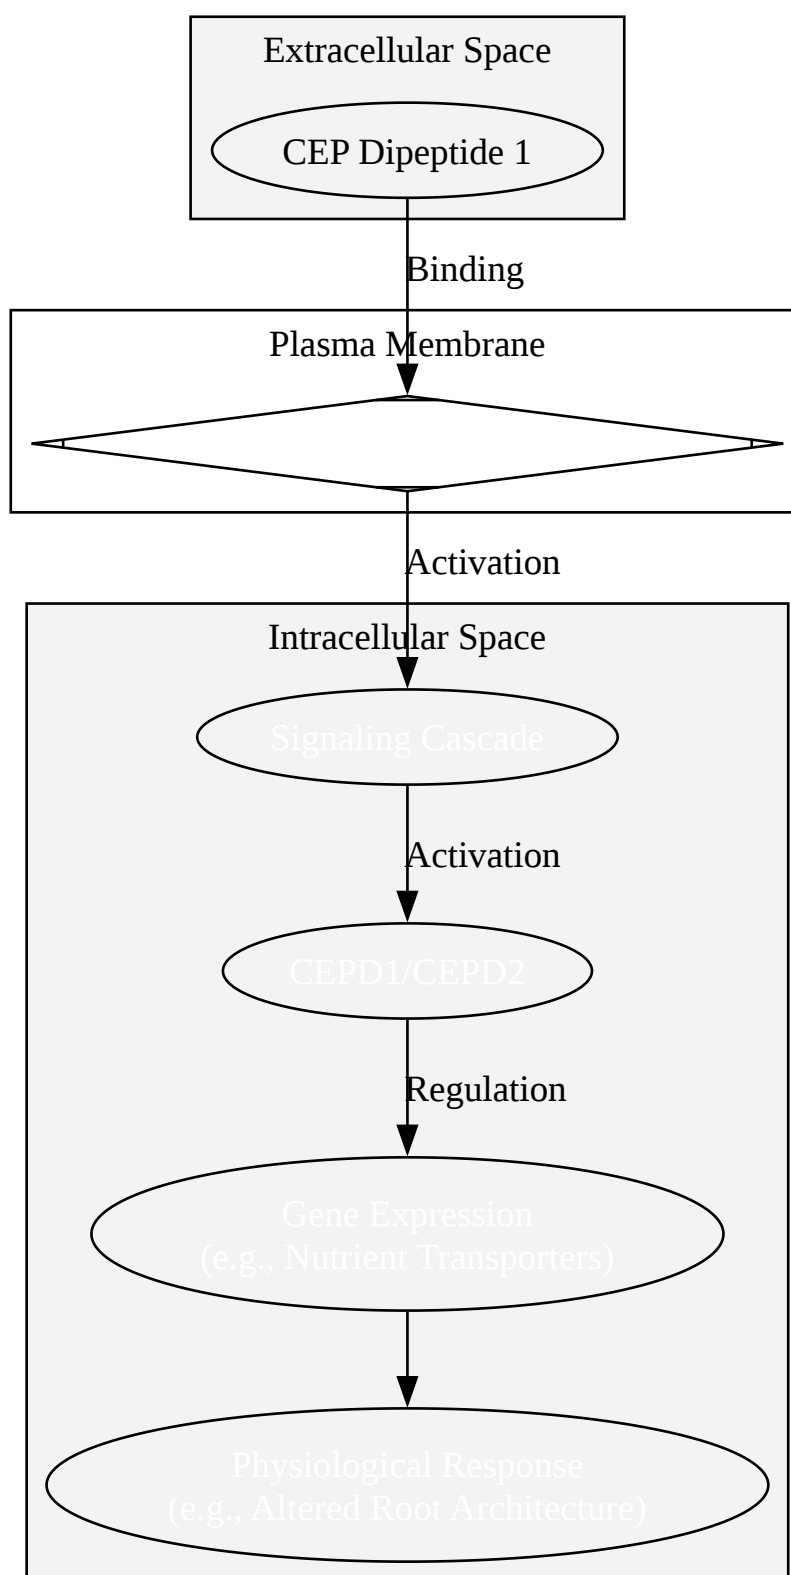 Extracellular Space
CEP Dipeptide 1
Binding
Plasma Membrane
Activation
Intracellular Space
Signaling Cascade
Activation
CEPD1/CEPD2
Regulation
Gene Expression
(e.g., Nutrient Transporters)
Physiological Response
(e.g., Altered Root Architecture)